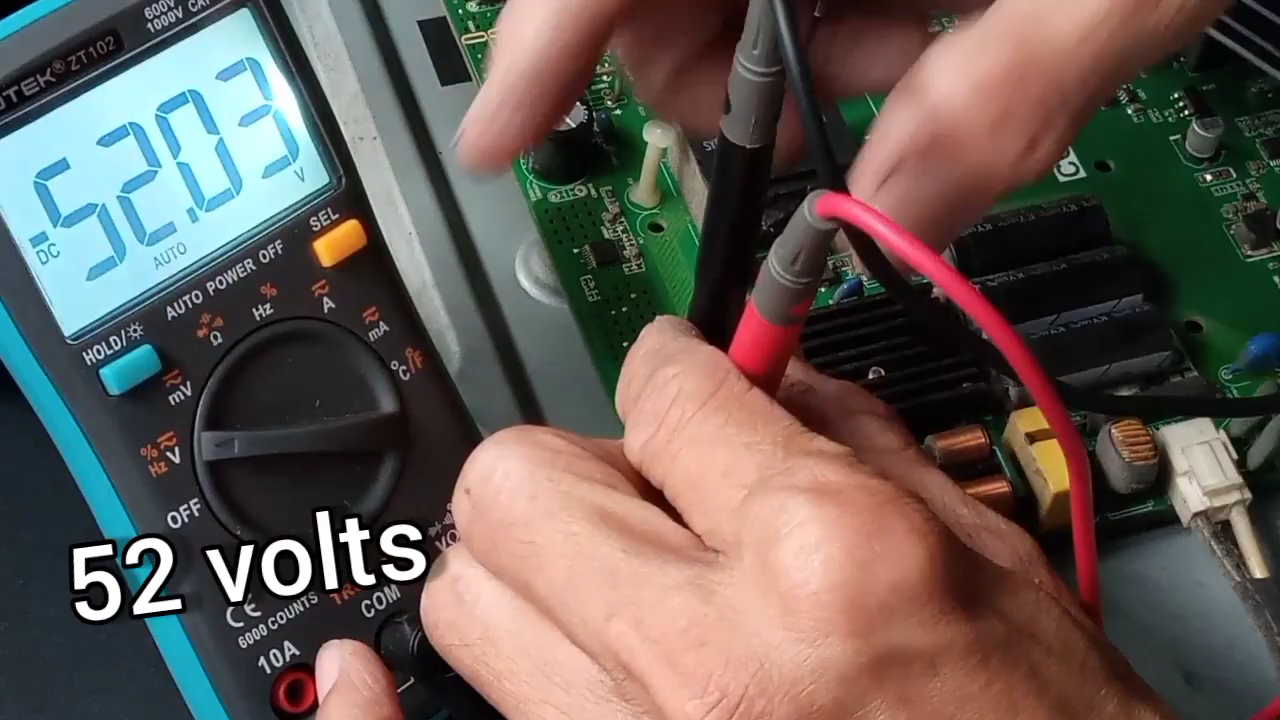 600V
1000V CAT
ZT102
-52.03
DC
V
AUTO
SEL
AUTO POWER OFF
HOLD/
Hz
%
A
Ω
mA
mV
°C/°F
%
Hz
V
OFF
52 volts
CE
6000 COUNTS
COM
10A